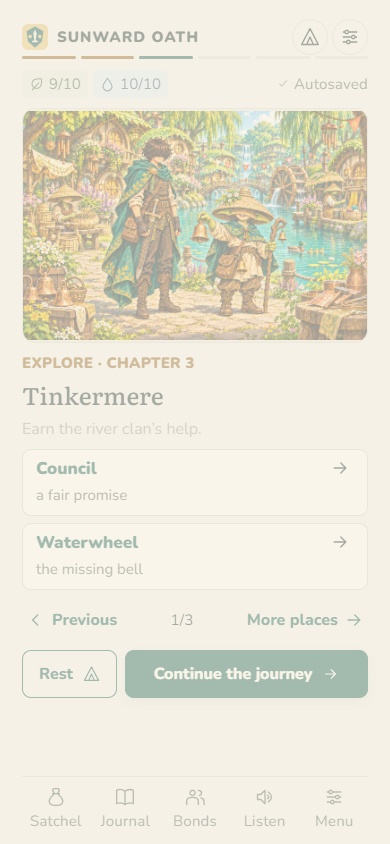 SUNWARD OATH
9/10 10/10 Autosaved
EXPLORE · CHAPTER 3
Tinkermere
Earn the river clan's help.
Council
a fair promise
Waterwheel
the missing bell
Previous 1/3 More places
Rest Continue the journey
Satchel Journal Bonds Listen Menu